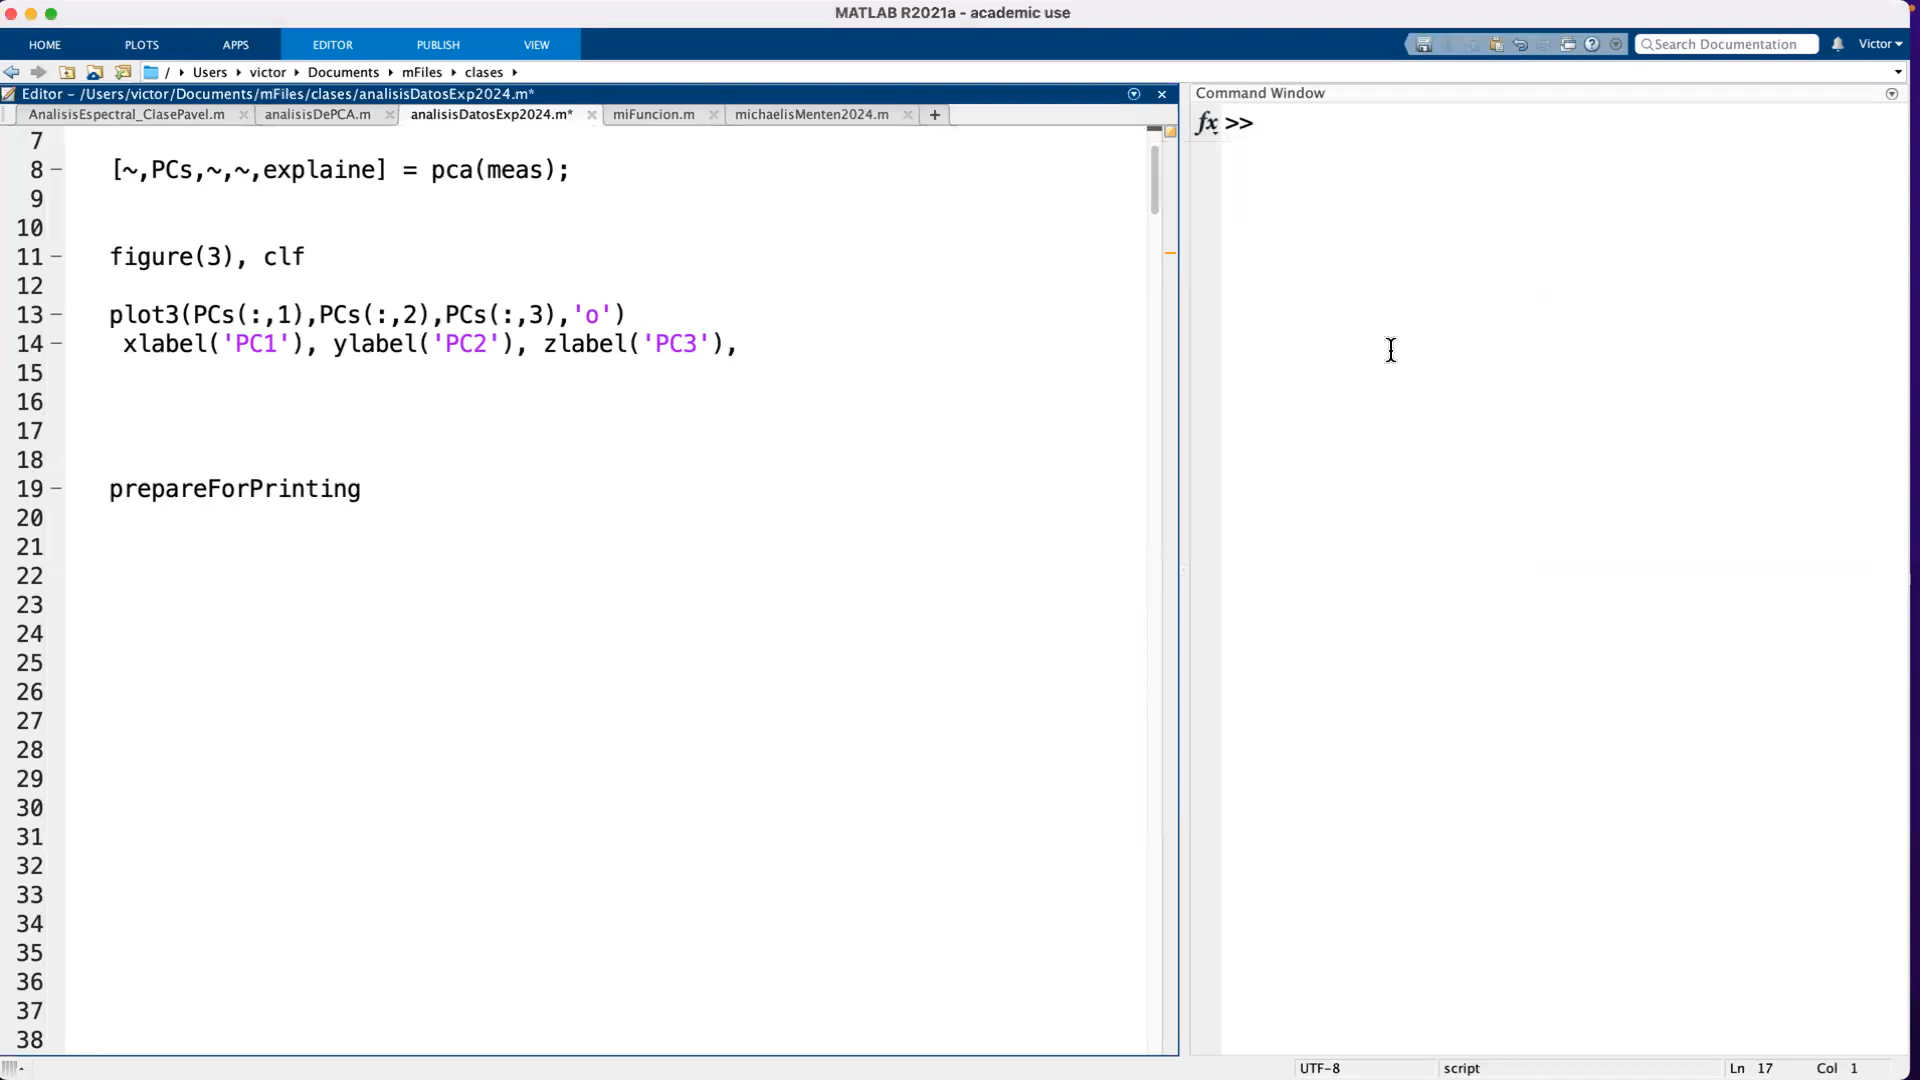 MATLAB R2021a - academic use
HOME PLOTS APPS EDITOR PUBLISH VIEW Search Documentation Victor
/ Users victor Documents mFiles clases
Editor - /Users/victor/Documents/mFiles/clases/analisisDatosExp2024.m*
AnalisisEspectral_ClasePavel.m analisisDePCA.m analisisDatosExp2024.m* miFuncion.m michaelisMenten2024.m +
Command Window
fx >>
7
8 – [~,PCs,~,~,explaine] = pca(meas);
9
10
11 – figure(3), clf
12
13 – plot3(PCs(:,1),PCs(:,2),PCs(:,3),'o')
14 – xlabel('PC1'), ylabel('PC2'), zlabel('PC3'),
15
16
17
18
19 – prepareForPrinting
20
21
22
23
24
25
26
27
28
29
30
31
32
33
34
35
36
37
38
UTF-8 script Ln 17 Col 1